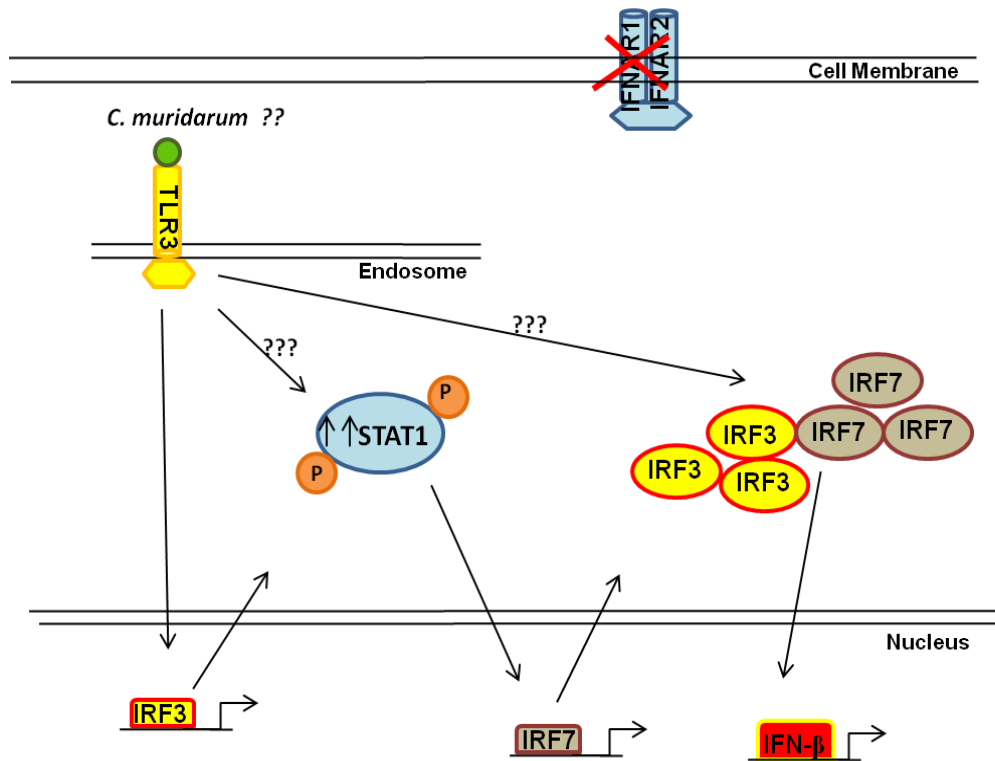 IFNAR1
IFNAR2
Cell Membrane
C. muridarum ??
TLR3
Endosome
???
???
IRF7
P
↑ ↑STAT1
IRF3
IRF7
IRF7
P
IRF3
IRF3
Nucleus
IRF3
IRF7
IFN-β